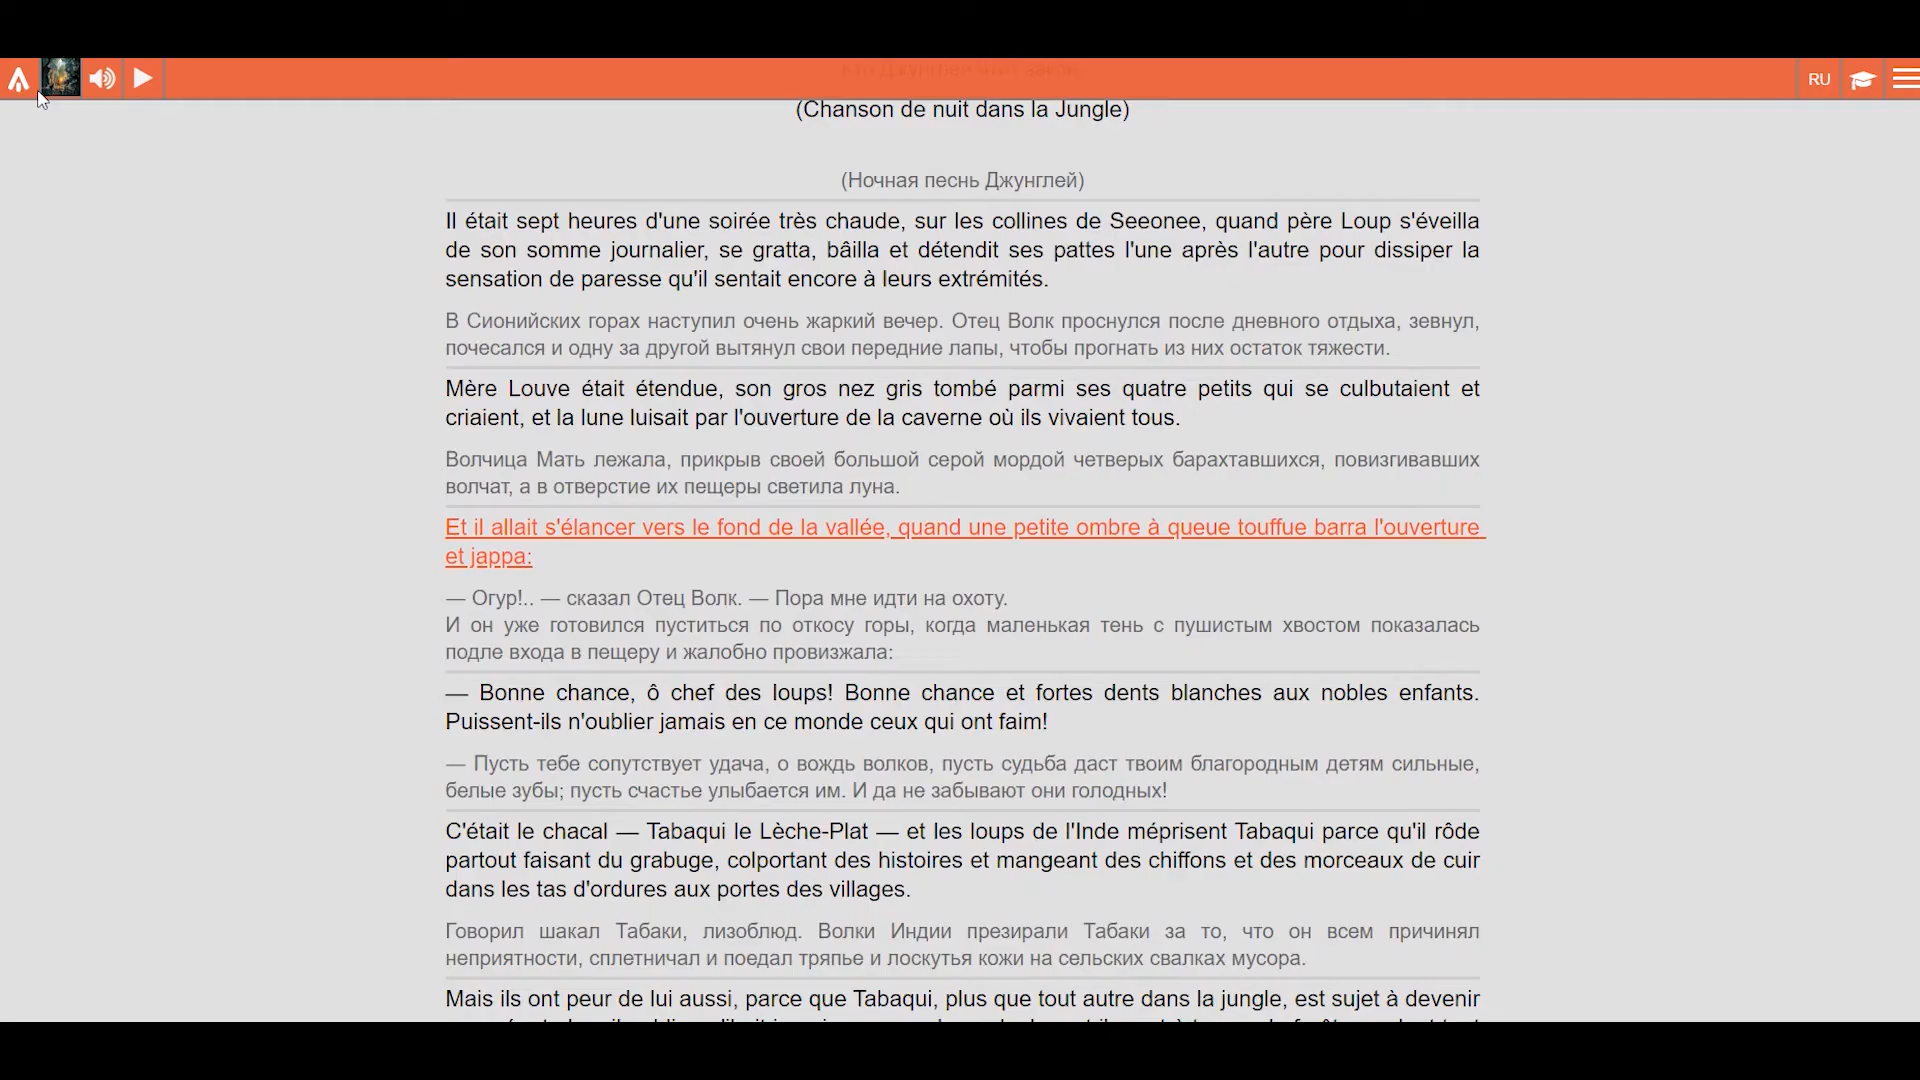 RU
(Chanson de nuit dans la Jungle)
(Ночная песнь Джунглей)
Il était sept heures d'une soirée très chaude, sur les collines de Seeonee, quand père Loup s'éveilla
de son somme journalier, se gratta, bâilla et détendit ses pattes l'une après l'autre pour dissiper la
sensation de paresse qu'il sentait encore à leurs extrémités.
В Сионийских горах наступил очень жаркий вечер. Отец Волк проснулся после дневного отдыха, зевнул,
почесался и одну за другой вытянул свои передние лапы, чтобы прогнать из них остаток тяжести.
Mère Louve était étendue, son gros nez gris tombé parmi ses quatre petits qui se culbutaient et
criaient, et la lune luisait par l'ouverture de la caverne où ils vivaient tous.
Волчица Мать лежала, прикрыв своей большой серой мордой четверых барахтавшихся, повизгивавших
волчат, а в отверстие их пещеры светила луна.
Et il allait s'élancer vers le fond de la vallée, quand une petite ombre à queue touffue barra l'ouverture
et jappa:
— Огур!.. — сказал Отец Волк. — Пора мне идти на охоту.
И он уже готовился пуститься по откосу горы, когда маленькая тень с пушистым хвостом показалась
подле входа в пещеру и жалобно провизжала:
— Bonne chance, ô chef des loups! Bonne chance et fortes dents blanches aux nobles enfants.
Puissent-ils n'oublier jamais en ce monde ceux qui ont faim!
— Пусть тебе сопутствует удача, о вождь волков, пусть судьба даст твоим благородным детям сильные,
белые зубы; пусть счастье улыбается им. И да не забывают они голодных!
C'était le chacal — Tabaqui le Lèche-Plat — et les loups de l'Inde méprisent Tabaqui parce qu'il rôde
partout faisant du grabuge, colportant des histoires et mangeant des chiffons et des morceaux de cuir
dans les tas d'ordures aux portes des villages.
Говорил шакал Табаки, лизоблюд. Волки Индии презирали Табаки за то, что он всем причинял
неприятности, сплетничал и поедал тряпье и лоскутья кожи на сельских свалках мусора.
Mais ils ont peur de lui aussi, parce que Tabaqui, plus que tout autre dans la jungle, est sujet à devenir